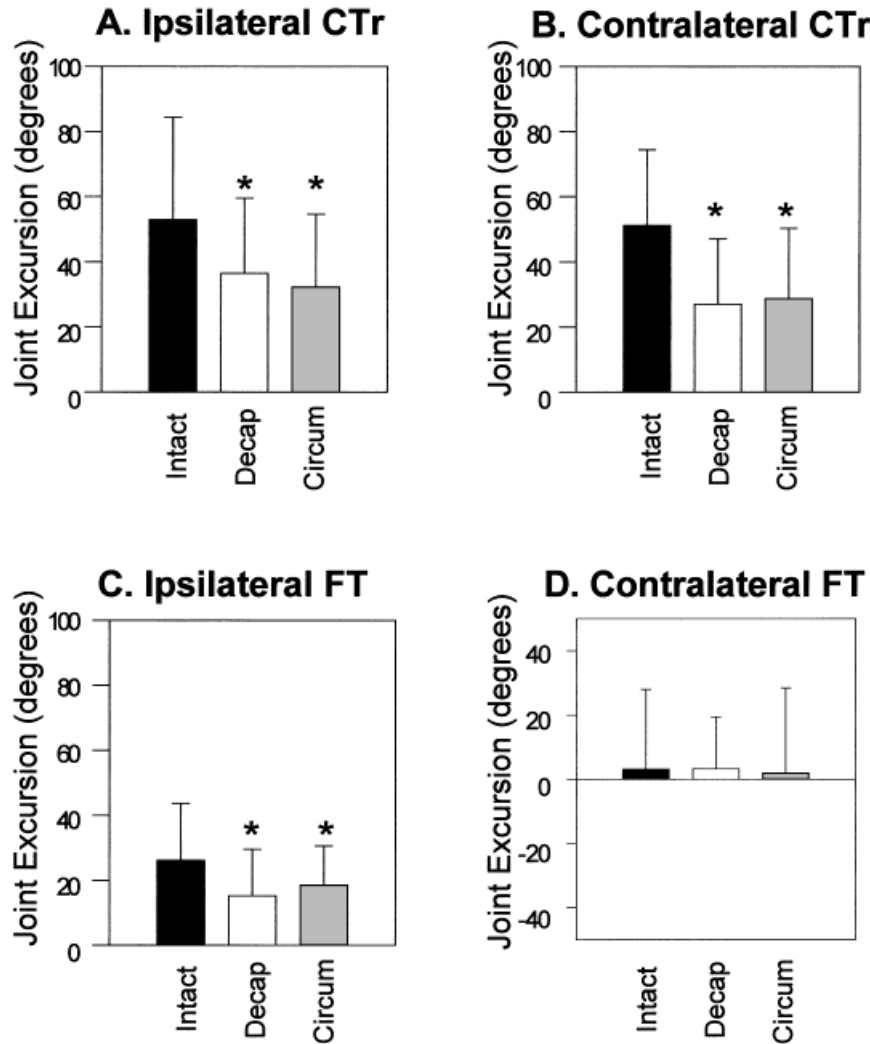 A. Ipsilateral CTr
Joint Excursion (degrees)
100
80
60
40
20
0
*
*
Intact
Decap
Circum
B. Contralateral CTr
Joint Excursion (degrees)
100
80
60
40
20
0
*
*
Intact
Decap
Circum
C. Ipsilateral FT
Joint Excursion (degrees)
100
80
60
40
20
0
*
*
Intact
Decap
Circum
D. Contralateral FT
Joint Excursion (degrees)
40
20
0
-20
-40
Intact
Decap
Circum